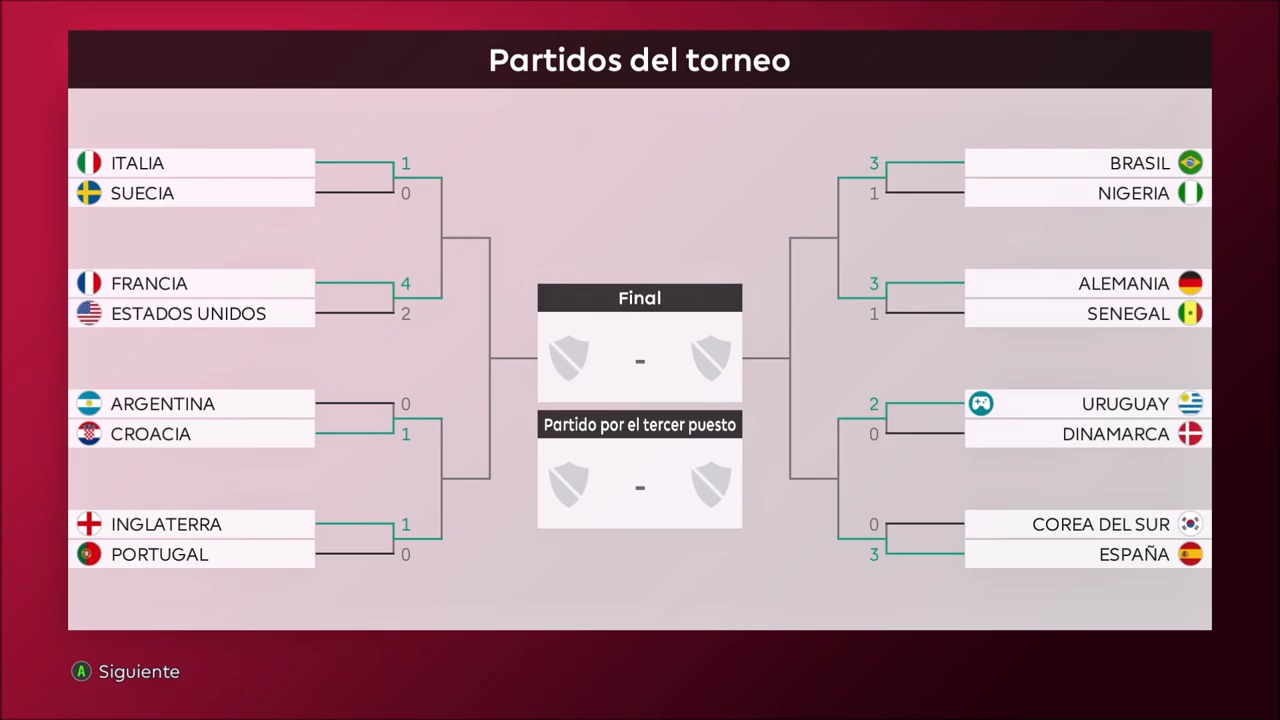 Partidos del torneo
ITALIA 1
SUECIA 0
FRANCIA 4
ESTADOS UNIDOS 2
ARGENTINA 0
CROACIA 1
INGLATERRA 1
PORTUGAL 0
Final
-
Partido por el tercer puesto
-
3 BRASIL
1 NIGERIA
3 ALEMANIA
1 SENEGAL
2 URUGUAY
0 DINAMARCA
0 COREA DEL SUR
3 ESPAÑA
A Siguiente